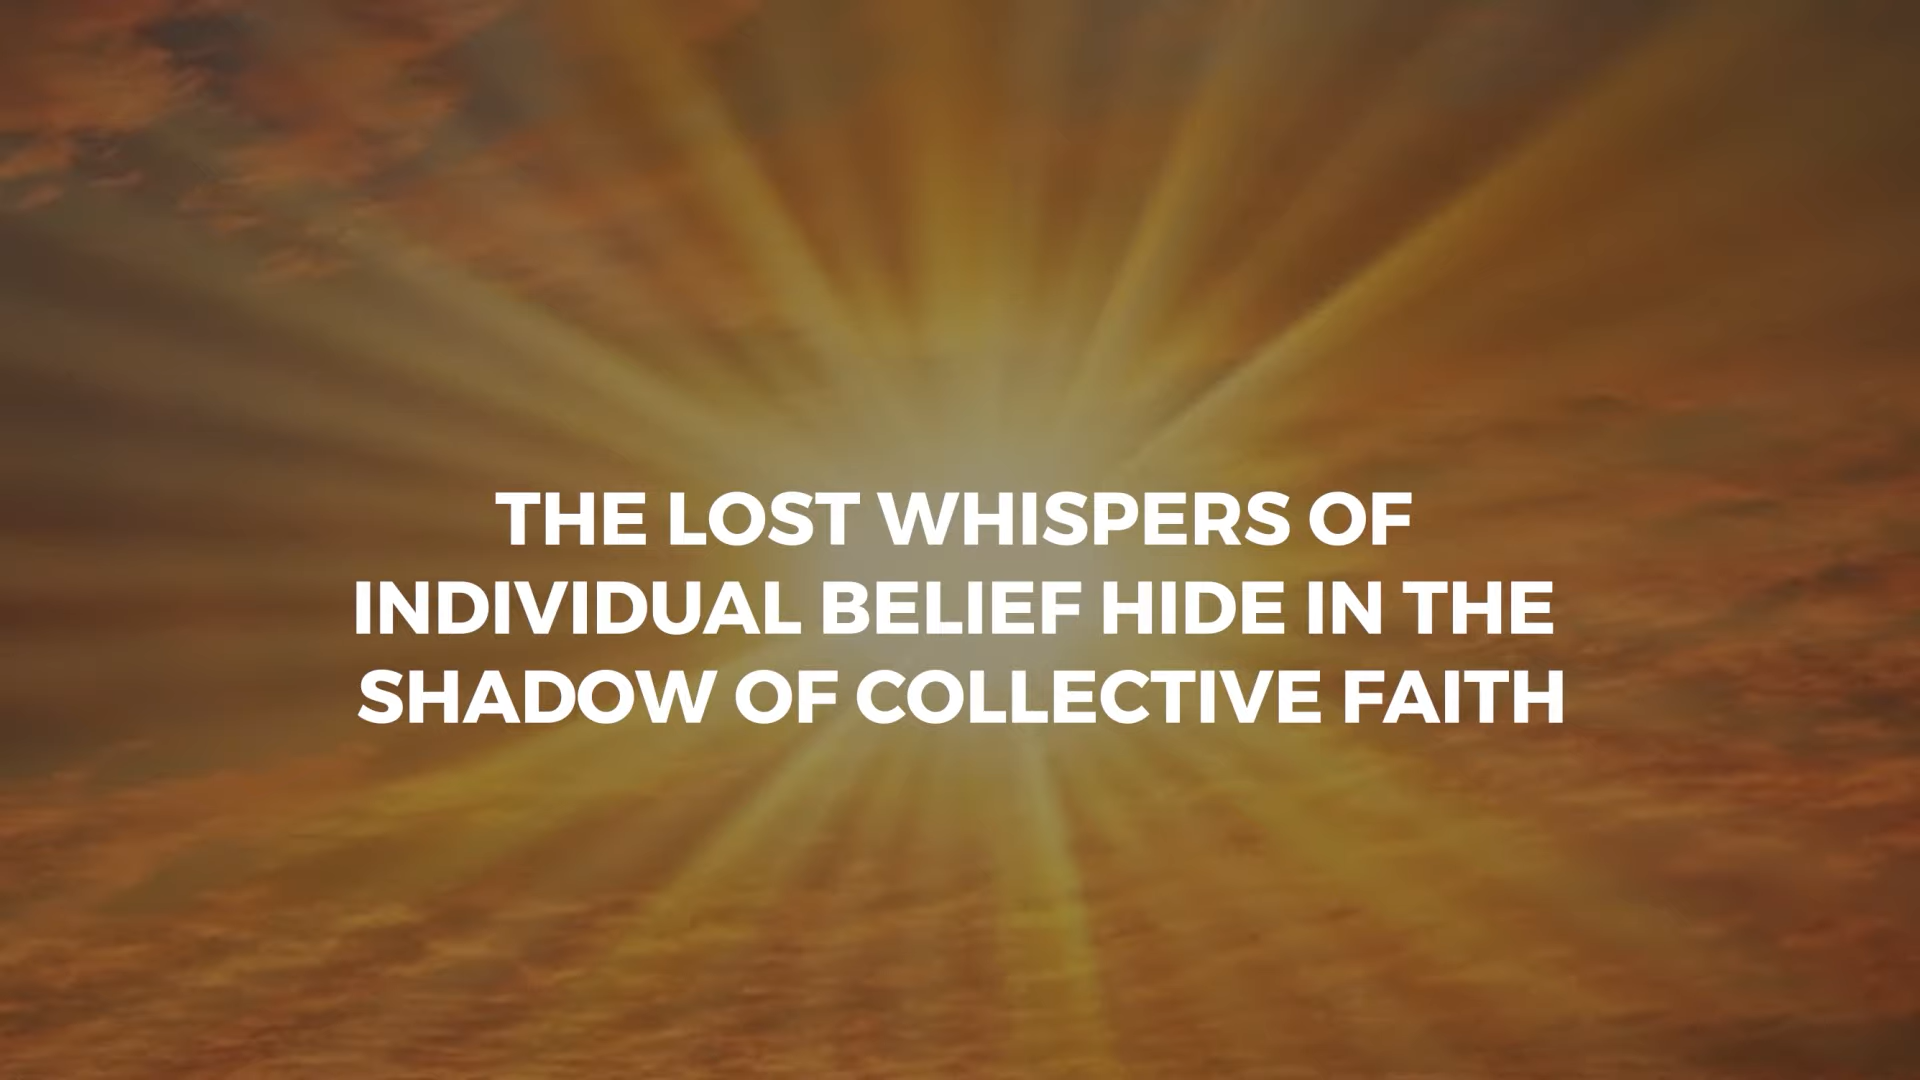 THE LOST WHISPERS OF
INDIVIDUAL BELIEF HIDE IN THE
SHADOW OF COLLECTIVE FAITH